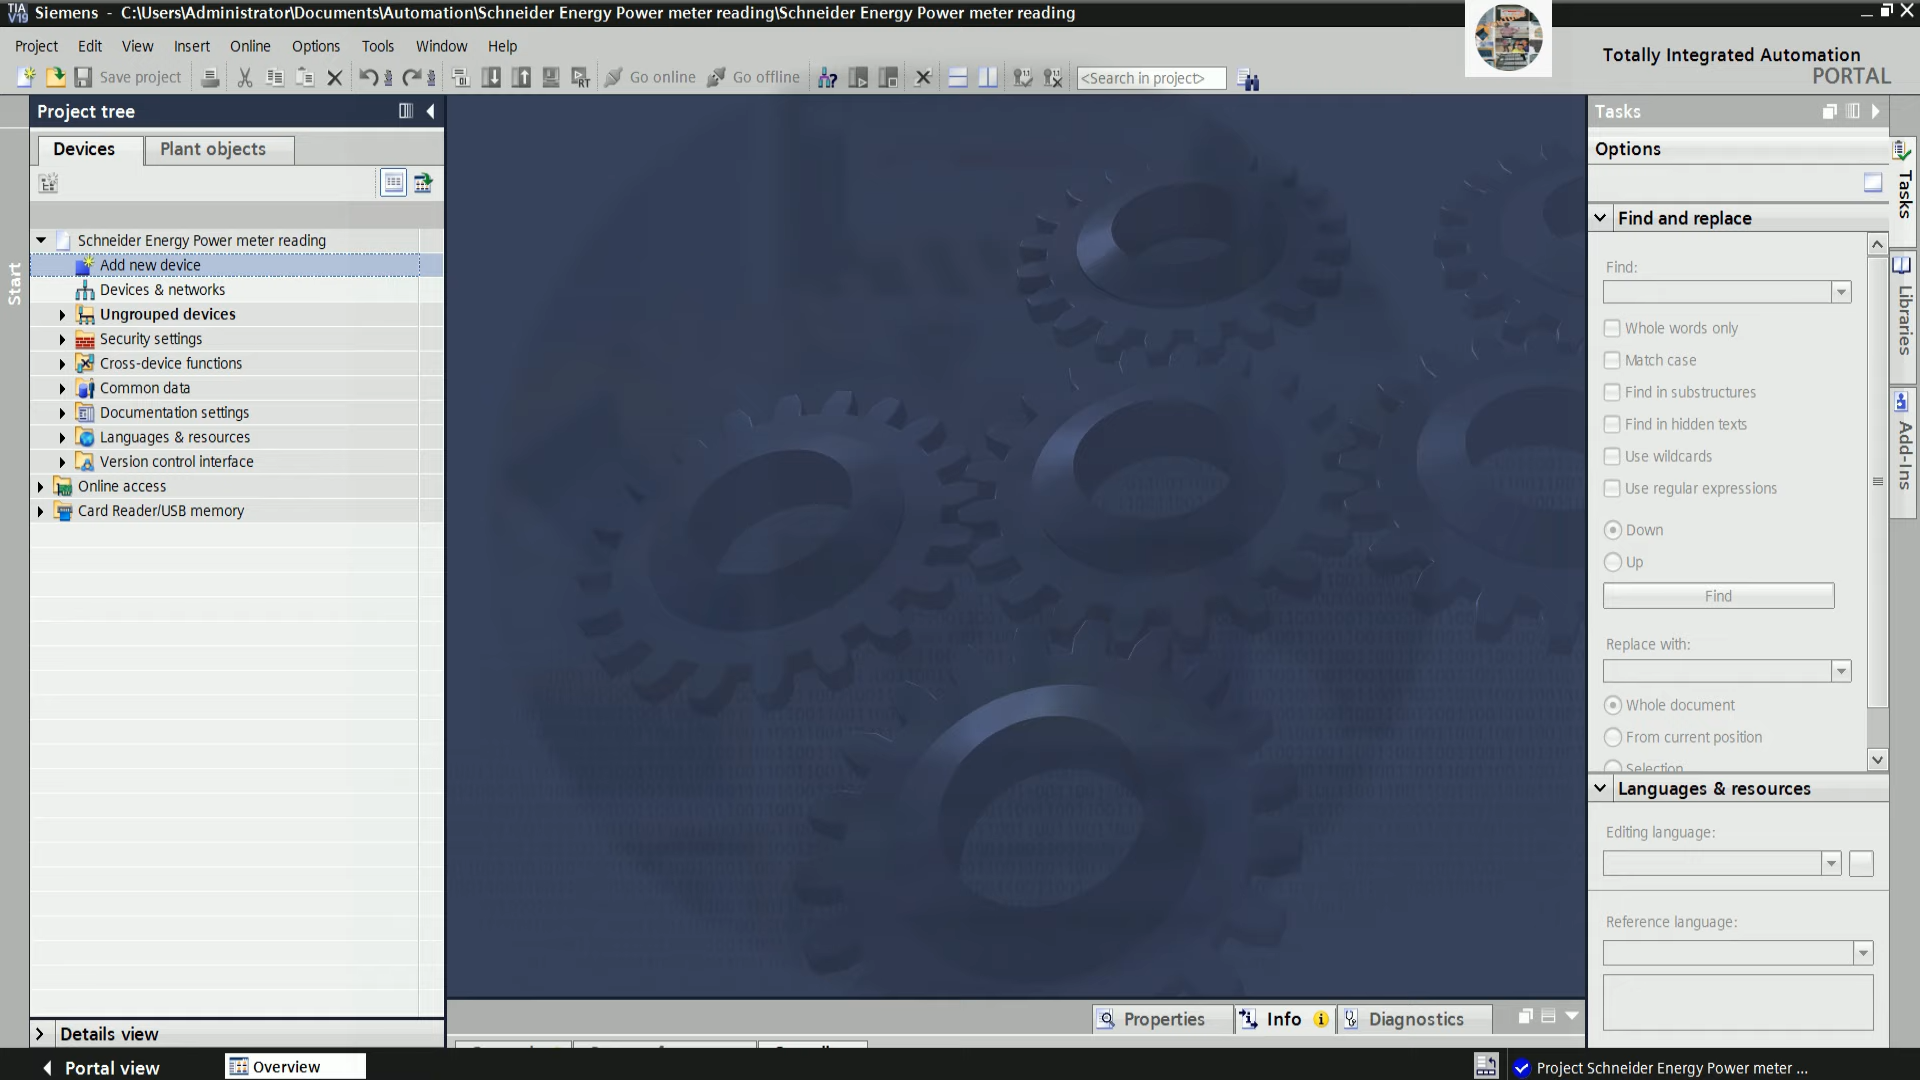 TIA V19 Siemens - C:\Users\Administrator\Documents\Automation\Schneider Energy Power meter reading\Schneider Energy Power meter reading
Project Edit View Insert Online Options Tools Window Help
Totally Integrated Automation
PORTAL
Save project Go online Go offline <Search in project>
Project tree
Devices Plant objects
Start
Schneider Energy Power meter reading
Add new device
Devices & networks
Ungrouped devices
Security settings
Cross-device functions
Common data
Documentation settings
Languages & resources
Version control interface
Online access
Card Reader/USB memory
Details view
Tasks
Options
Find and replace
Find:
Whole words only
Match case
Find in substructures
Find in hidden texts
Use wildcards
Use regular expressions
Down
Up
Find
Replace with:
Whole document
From current position
Selection
Languages & resources
Editing language:
Reference language:
Tasks
Libraries
Add-Ins
Properties Info Diagnostics
Portal view Overview Project Schneider Energy Power meter ...